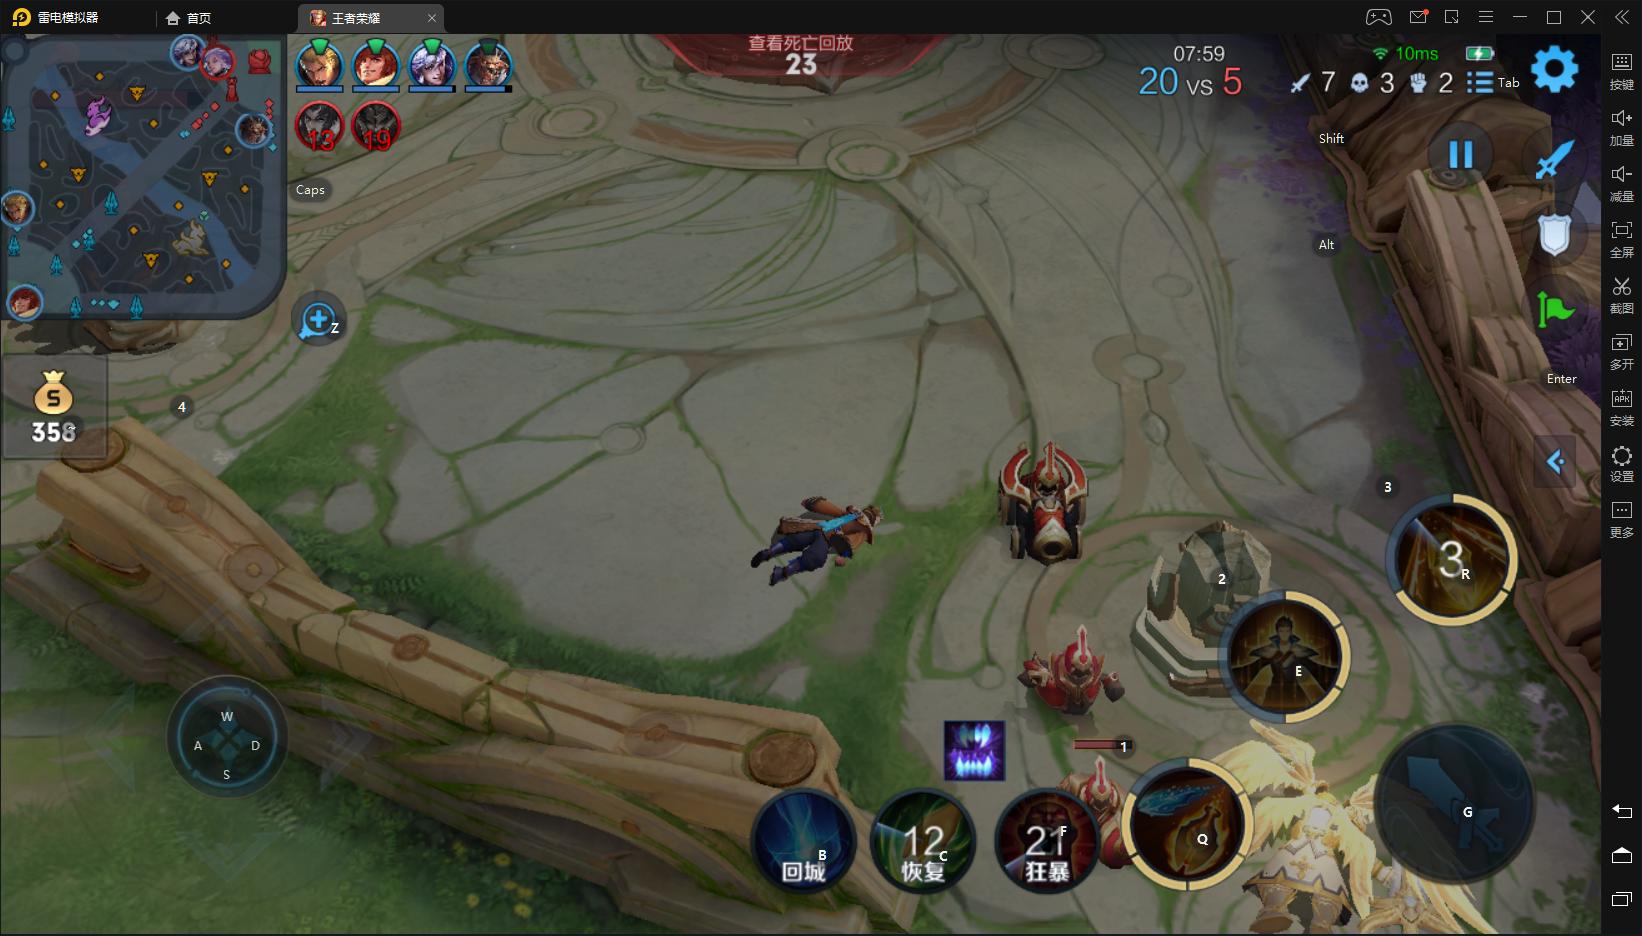 雷电模拟器
首页
王者荣耀
查看死亡回放
23
07:59
20 vs 5
10ms
7 3 2 Tab
13 19
Shift
Caps
Alt
Z
358
4
Enter
3
3 R
2
E
W
A D
S
1
回城 B
12 恢复 C
21 狂暴 F
Q
G
按键
加量
减量
全屏
截图
多开
APK
安装
设置
更多